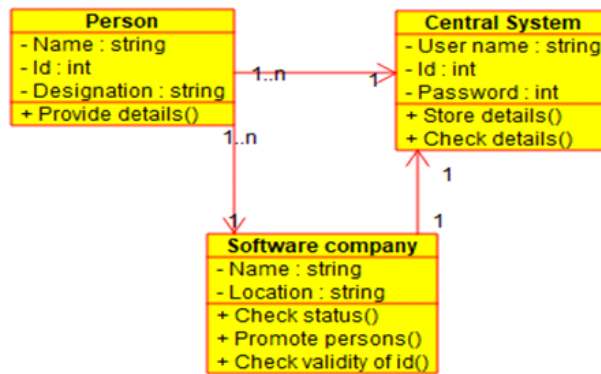 Person
- Name : string
- Id : int
- Designation : string
+ Provide details()
Central System
- User name : string
- Id : int
- Password : int
+ Store details()
+ Check details()
1..n
1
1..n
1
1
1
Software company
- Name : string
- Location : string
+ Check status()
+ Promote persons()
+ Check validity of id()